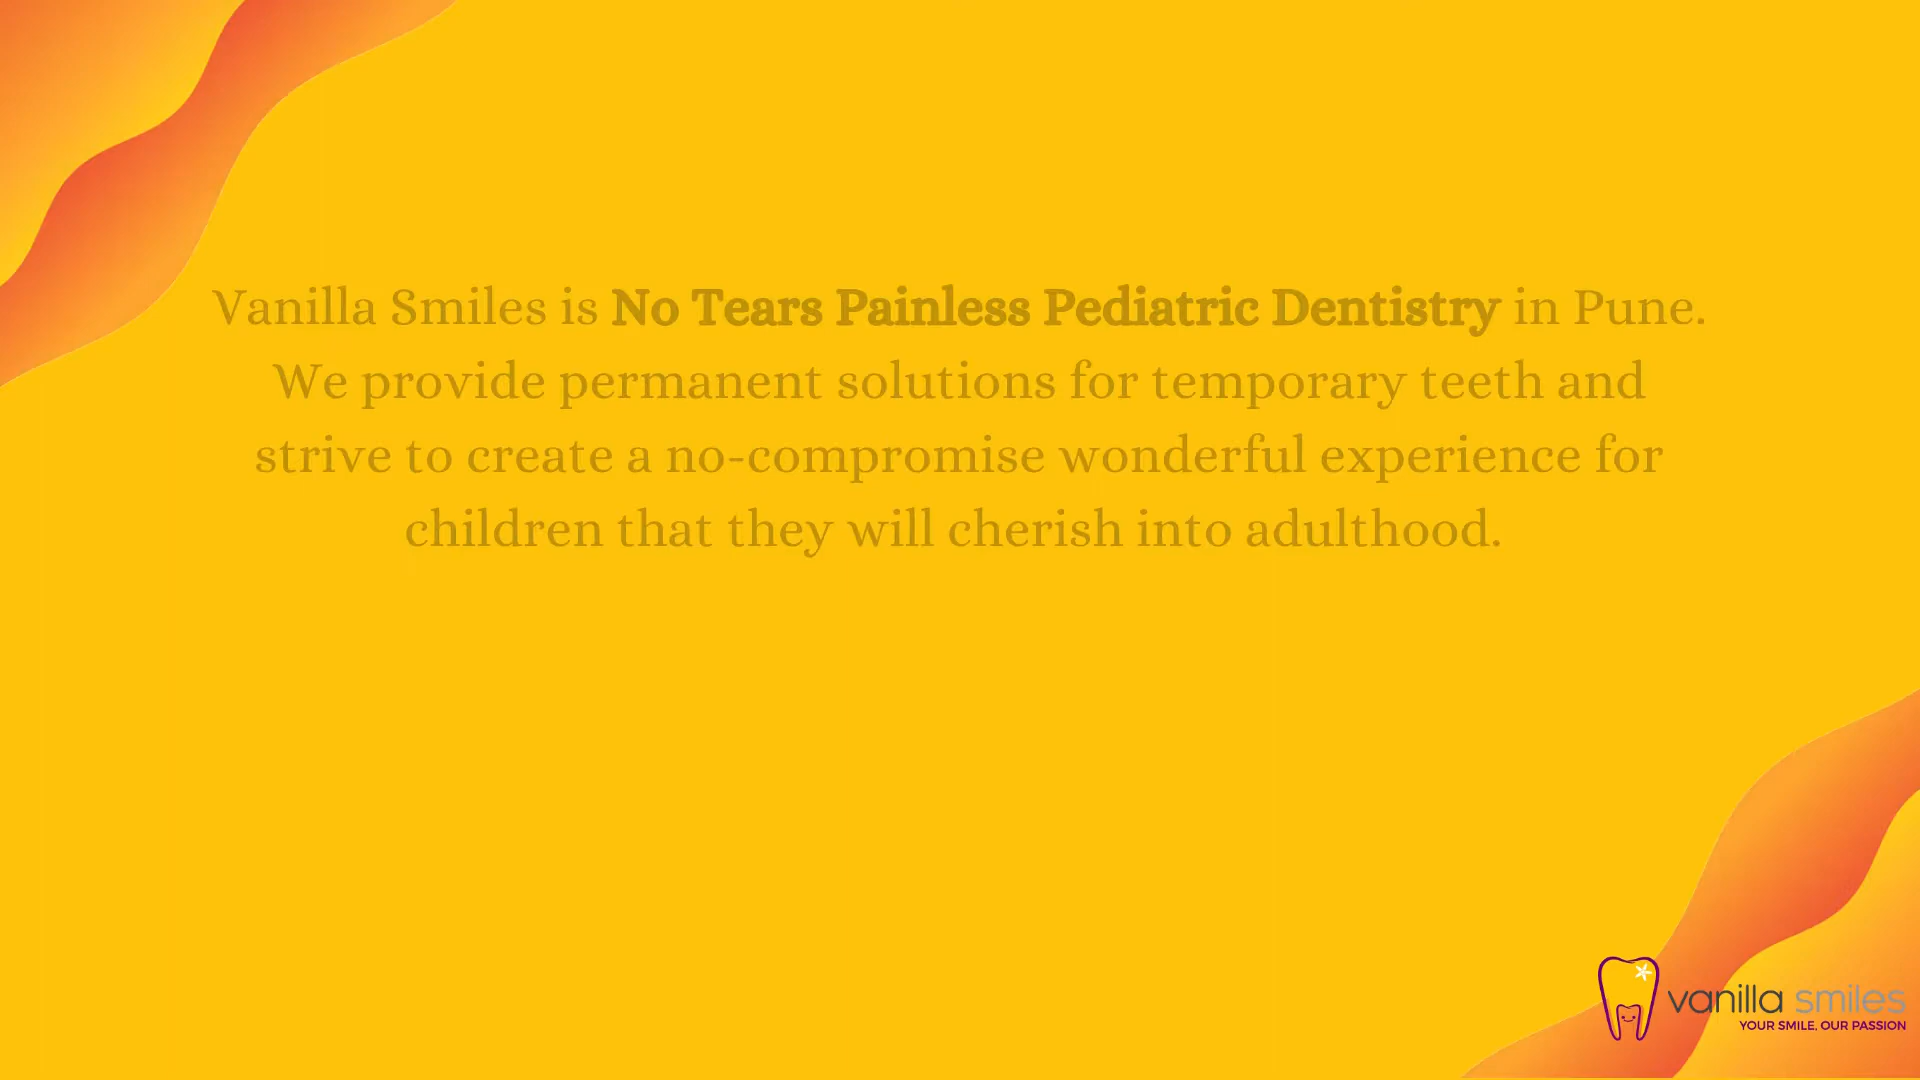 Vanilla Smiles is No Tears Painless Pediatric Dentistry in Pune.
We provide permanent solutions for temporary teeth and
strive to create a no-compromise wonderful experience for
children that they will cherish into adulthood.
vanilla smiles
YOUR SMILE, OUR PASSION